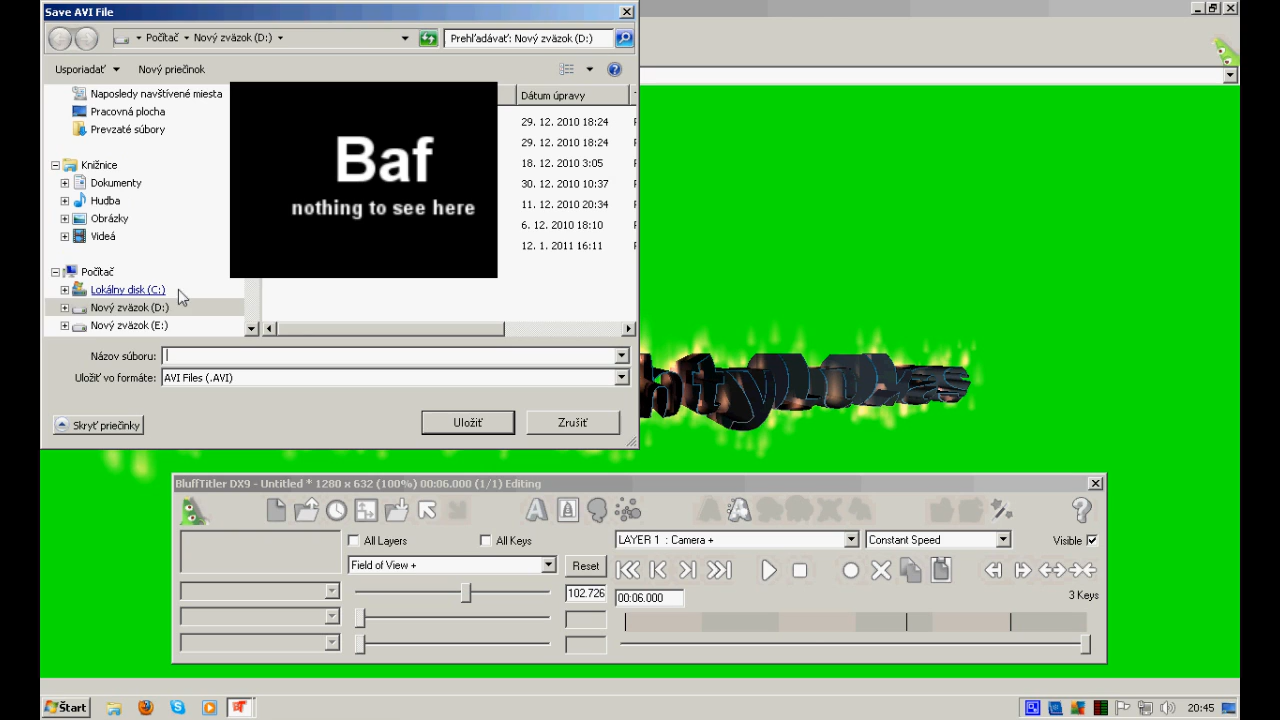 Save AVI File
Počítač
Nový zväzok (D:)
Prehľadávať: Nový zväzok (D:)
Usporiadať
Nový priečinok
Naposledy navštívené miesta
Pracovná plocha
Prevzaté súbory
Knižnice
Dokumenty
Hudba
Obrázky
Videá
Počítač
Lokálny disk (C:)
Nový zväzok (D:)
Nový zväzok (E:)
Baf
nothing to see here
Dátum úpravy
29. 12. 2010 18:24
29. 12. 2010 18:24
18. 12. 2010 3:05
30. 12. 2010 10:37
11. 12. 2010 20:34
6. 12. 2010 18:10
12. 1. 2011 16:11
Názov súboru:
Uložiť vo formáte:
AVI Files (.AVI)
Skryť priečinky
Uložiť
Zrušiť
BluffTitler DX9 - Untitled * 1280 x 632 (100%) 00:06.000 (1/1) Editing
All Layers
All Keys
LAYER 1 : Camera +
Constant Speed
Visible
Field of View +
Reset
102.726
00:06.000
3 Keys
Štart
20:45